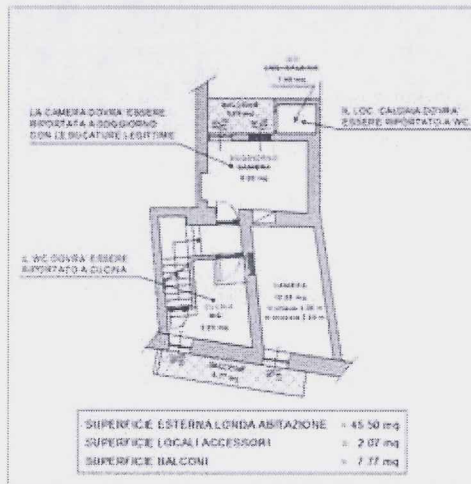 LA CAMERA DOVRA' ESSERE
RIPORTATA A SOGGIORNO
CON LE BUCATURE LEGITTIME
IL LOC. CALDAIA DOVRA'
ESSERE RIPORTATO A WC.
BALCONE
SOGGIORNO
CAMERA
IL WC DOVRA' ESSERE
RIPORTATO A CUCINA
CAMERA
CUCINA
WC
BALCONE
SUPERFICIE ESTERNA LORDA ABITAZIONE = 45.50 mq
SUPERFICIE LOCALI ACCESSORI = 2.07 mq
SUPERFICIE BALCONI = 7.77 mq